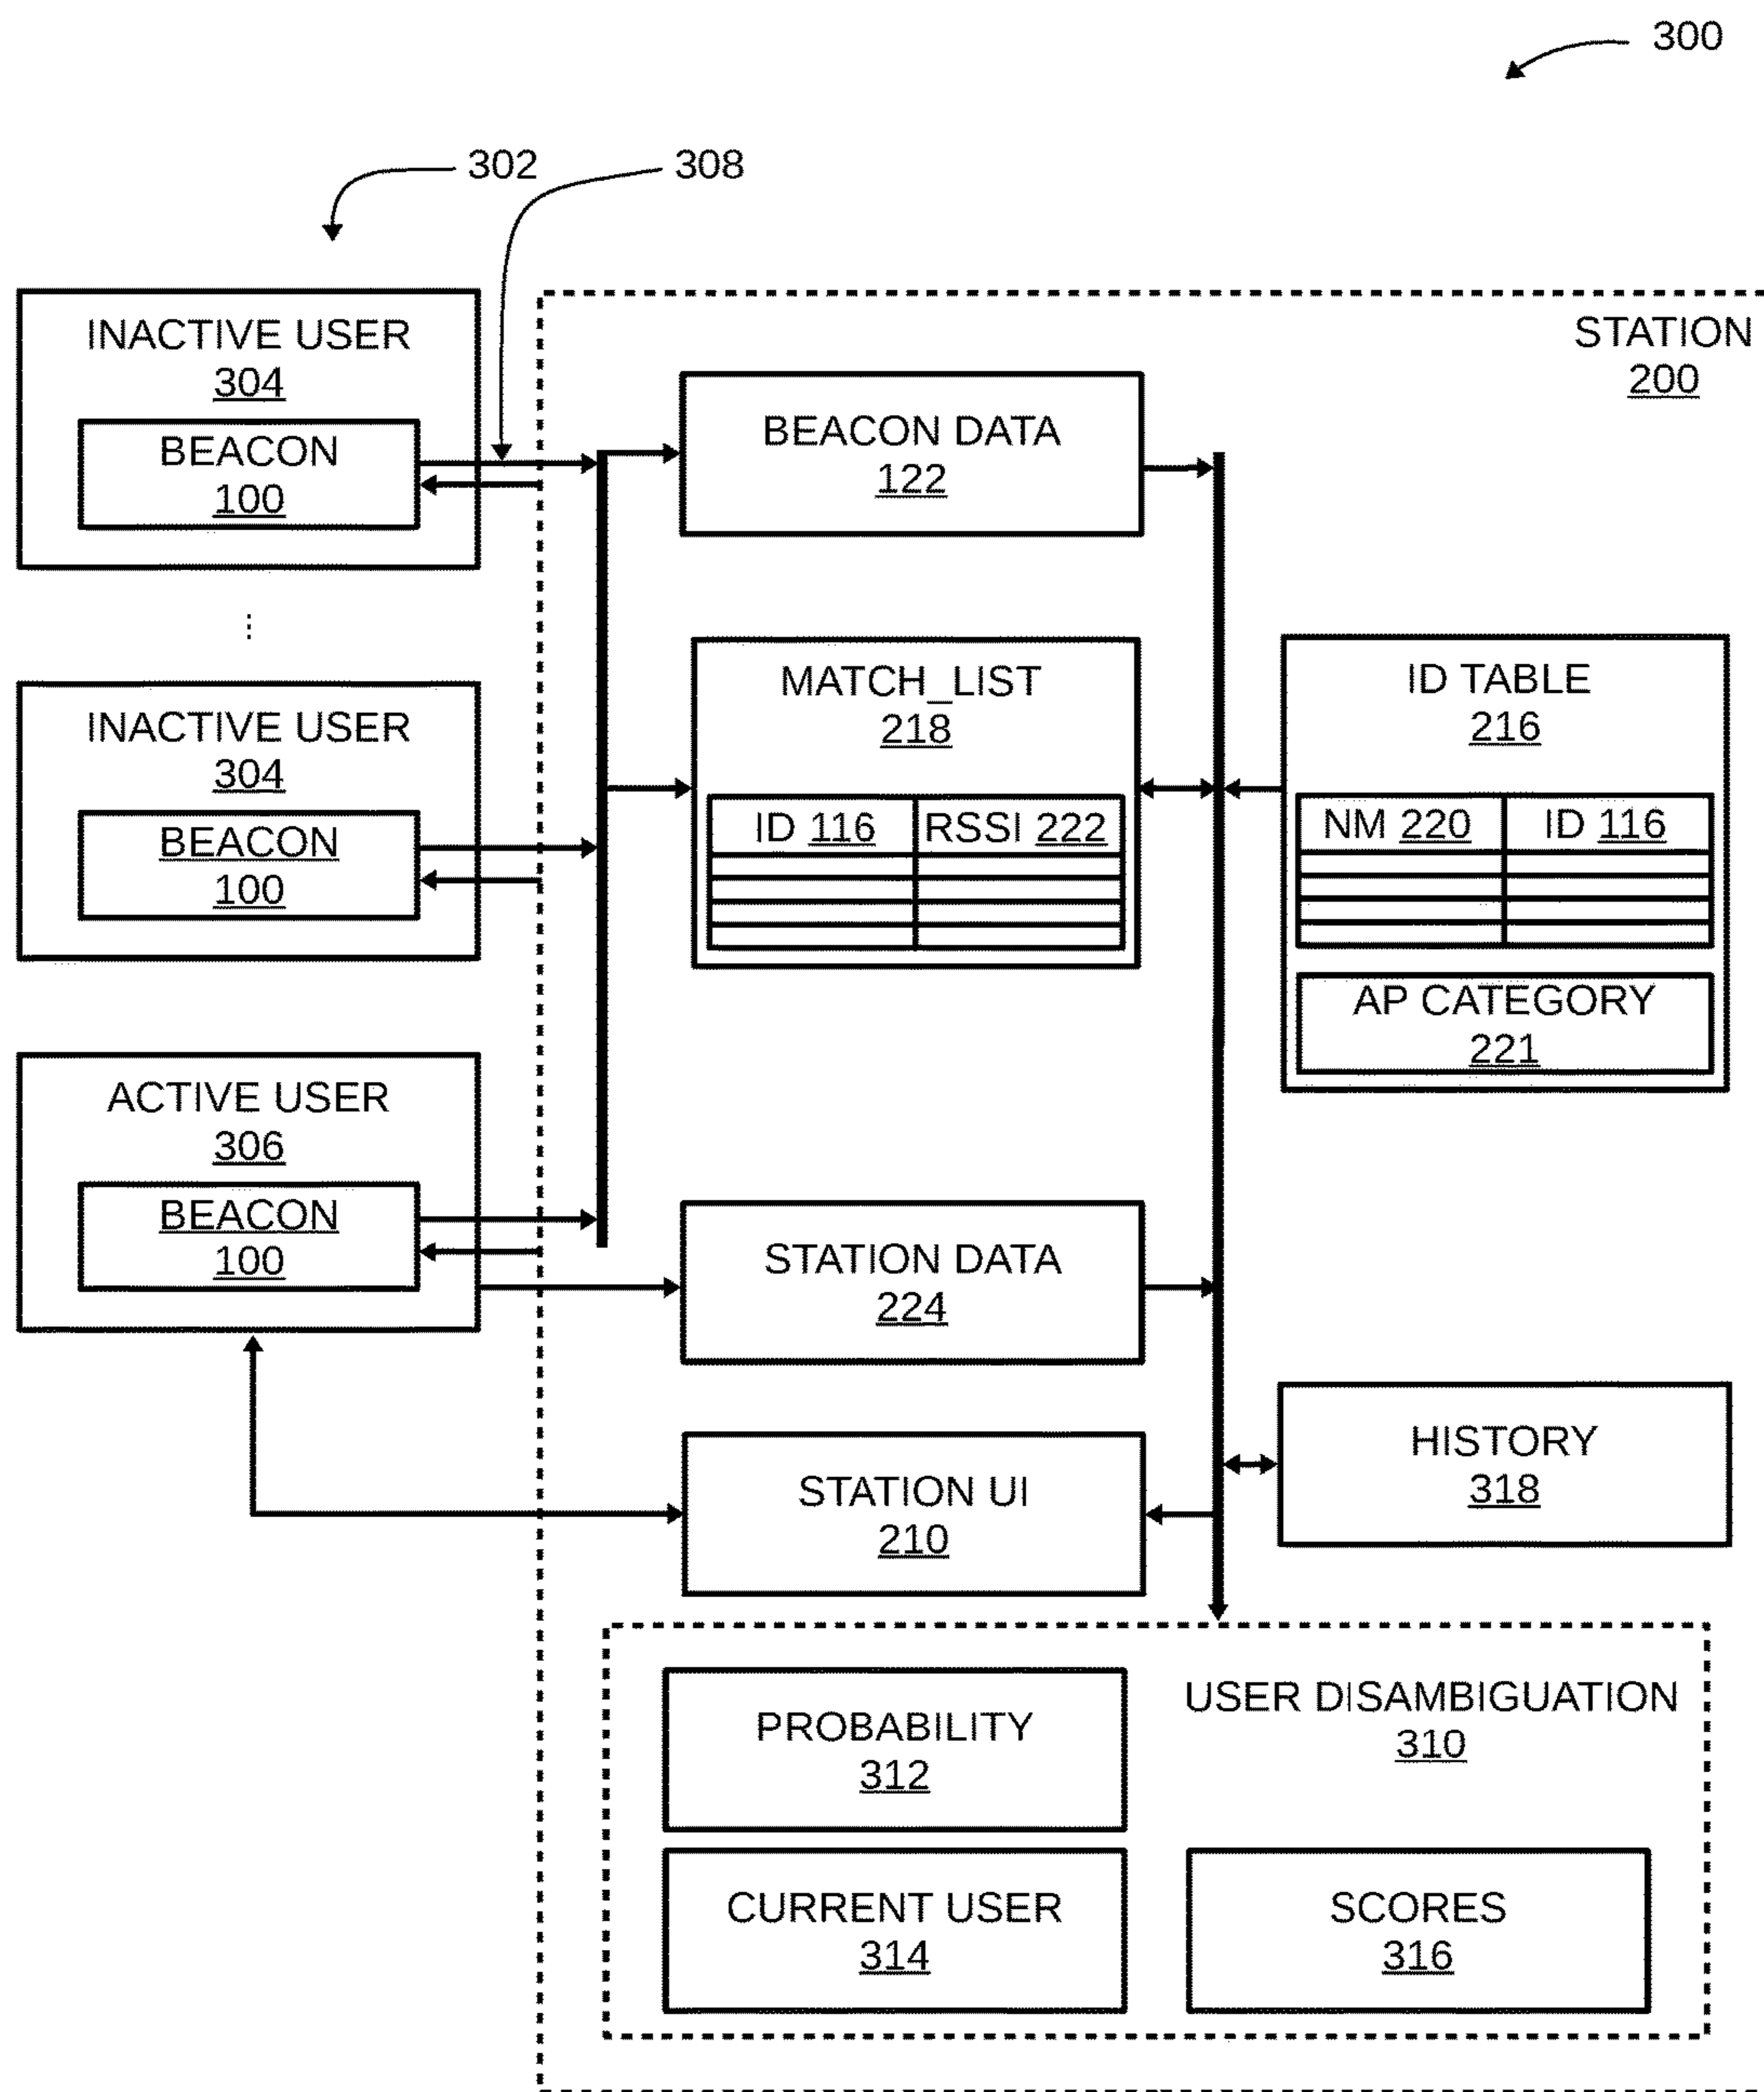 300
302
308
INACTIVE USER
304
BEACON
100
STATION
200
BEACON DATA
122
⋮
INACTIVE USER
304
BEACON
100
MATCH_LIST
218
ID 116 RSSI 222
ID TABLE
216
NM 220 ID 116
AP CATEGORY
221
ACTIVE USER
306
BEACON
100
STATION DATA
224
STATION UI
210
HISTORY
318
USER DISAMBIGUATION
310
PROBABILITY
312
CURRENT USER
314
SCORES
316